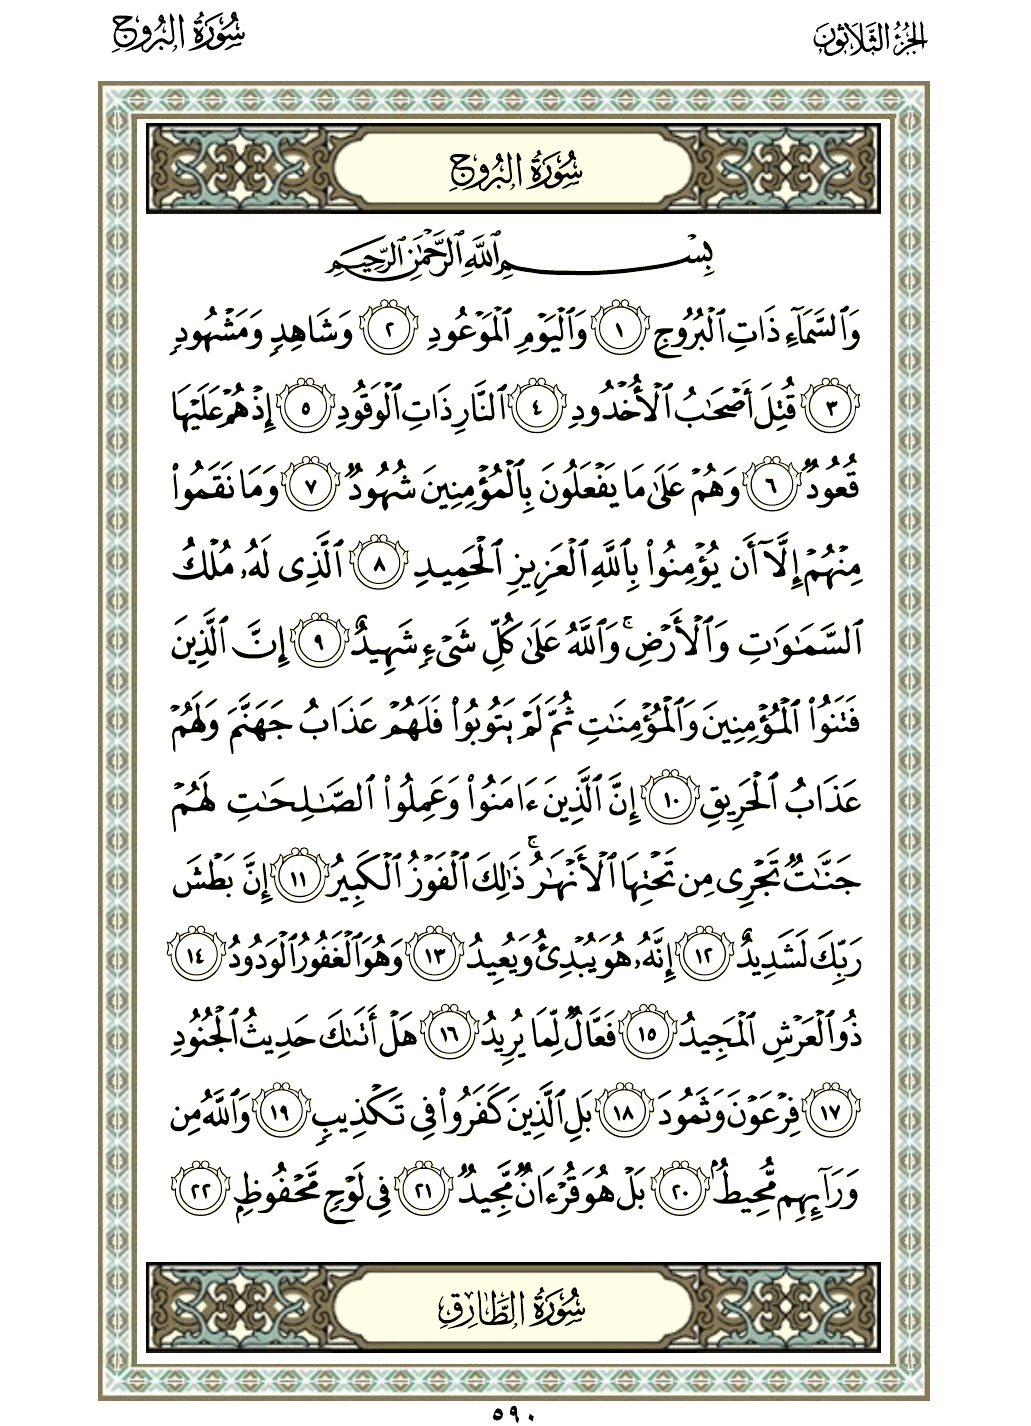 الجزء الثلاثون
سورة البروج
سُورَةُ البُرُوجِ
بِسْمِ اللَّهِ الرَّحْمَٰنِ الرَّحِيمِ
وَٱلسَّمَآءِ ذَاتِ ٱلْبُرُوجِ ١ وَٱلْيَوْمِ ٱلْمَوْعُودِ ٢ وَشَاهِدٍ وَمَشْهُودٍ
٣ قُتِلَ أَصْحَٰبُ ٱلْأُخْدُودِ ٤ ٱلنَّارِ ذَاتِ ٱلْوَقُودِ ٥ إِذْ هُمْ عَلَيْهَا
قُعُودٌ ٦ وَهُمْ عَلَىٰ مَا يَفْعَلُونَ بِٱلْمُؤْمِنِينَ شُهُودٌ ٧ وَمَا نَقَمُوا۟
مِنْهُمْ إِلَّآ أَن يُؤْمِنُوا۟ بِٱللَّهِ ٱلْعَزِيزِ ٱلْحَمِيدِ ٨ ٱلَّذِى لَهُۥ مُلْكُ
ٱلسَّمَٰوَٰتِ وَٱلْأَرْضِ ۚ وَٱللَّهُ عَلَىٰ كُلِّ شَىْءٍ شَهِيدٌ ٩ إِنَّ ٱلَّذِينَ
فَتَنُوا۟ ٱلْمُؤْمِنِينَ وَٱلْمُؤْمِنَٰتِ ثُمَّ لَمْ يَتُوبُوا۟ فَلَهُمْ عَذَابُ جَهَنَّمَ وَلَهُمْ
عَذَابُ ٱلْحَرِيقِ ١٠ إِنَّ ٱلَّذِينَ ءَامَنُوا۟ وَعَمِلُوا۟ ٱلصَّٰلِحَٰتِ لَهُمْ
جَنَّٰتٌ تَجْرِى مِن تَحْتِهَا ٱلْأَنْهَٰرُ ۚ ذَٰلِكَ ٱلْفَوْزُ ٱلْكَبِيرُ ١١ إِنَّ بَطْشَ
رَبِّكَ لَشَدِيدٌ ١٢ إِنَّهُۥ هُوَ يُبْدِئُ وَيُعِيدُ ١٣ وَهُوَ ٱلْغَفُورُ ٱلْوَدُودُ ١٤
ذُو ٱلْعَرْشِ ٱلْمَجِيدُ ١٥ فَعَّالٌ لِّمَا يُرِيدُ ١٦ هَلْ أَتَىٰكَ حَدِيثُ ٱلْجُنُودِ
١٧ فِرْعَوْنَ وَثَمُودَ ١٨ بَلِ ٱلَّذِينَ كَفَرُوا۟ فِى تَكْذِيبٍ ١٩ وَٱللَّهُ مِن
وَرَآئِهِم مُّحِيطٌ ٢٠ بَلْ هُوَ قُرْءَانٌ مَّجِيدٌ ٢١ فِى لَوْحٍ مَّحْفُوظٍ ٢٢
سُورَةُ الطَّارِقِ
٥٩٠